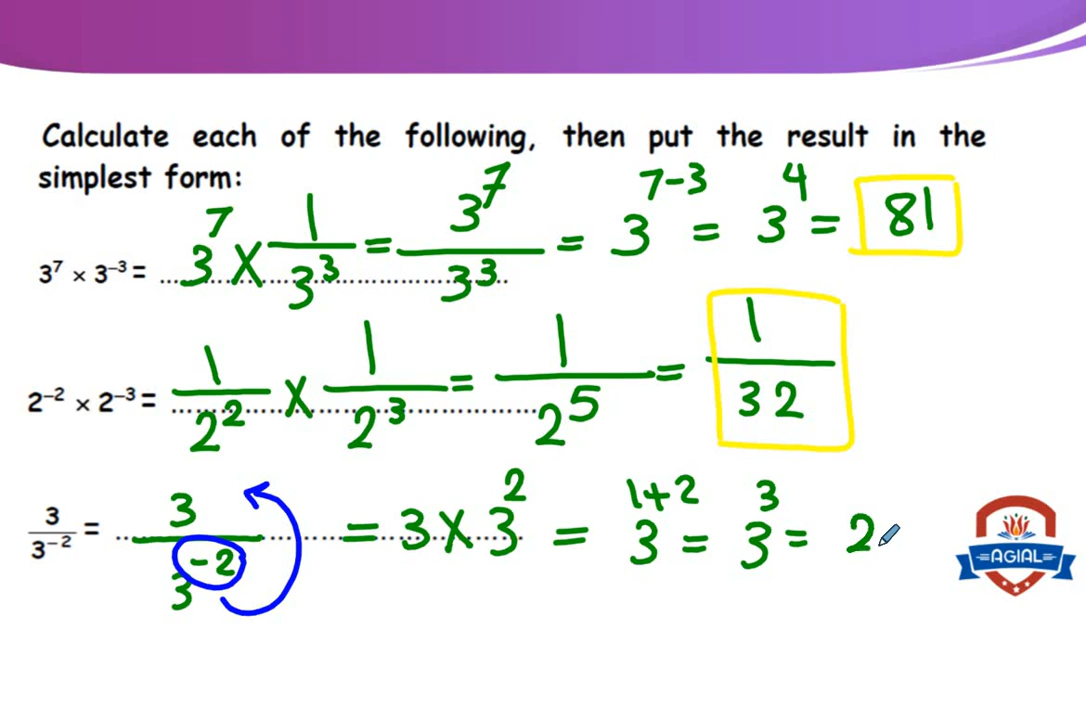 Calculate each of the following, then put the result in the
simplest form:
3⁷ × 3⁻³ = 3⁷ × 1/3³ = 3⁷/3³ = 3⁷⁻³ = 3⁴ = 81
2⁻² × 2⁻³ = 1/2² × 1/2³ = 1/2⁵ = 1/32
3/3⁻² = 3/3⁻² = 3 × 3² = 3¹⁺² = 3³ = 2
AGIAL